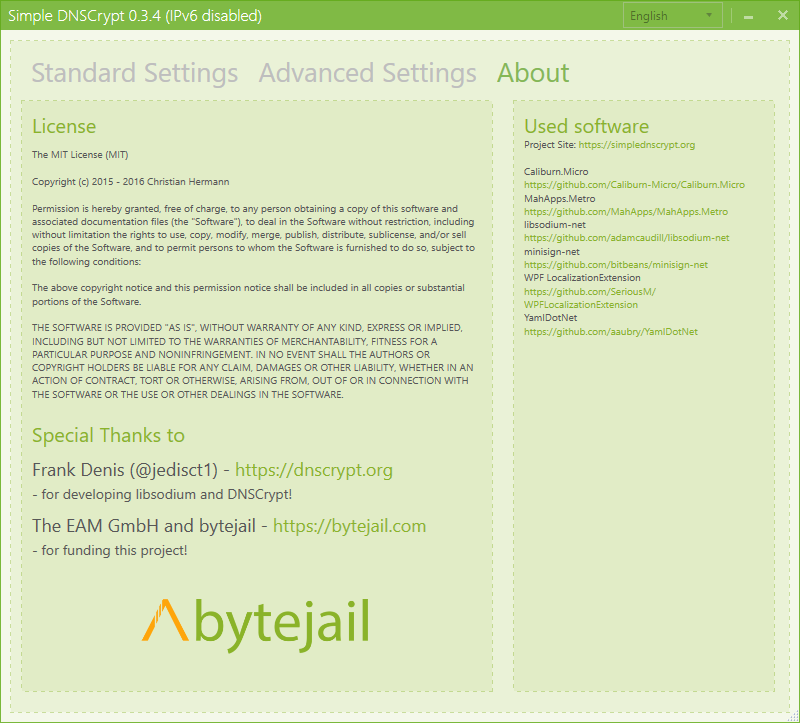 Simple DNSCrypt 0.3.4 (IPv6 disabled)
English
Standard Settings
Advanced Settings
About
License
The MIT License (MIT)
Copyright (c) 2015 - 2016 Christian Hermann
Permission is hereby granted, free of charge, to any person obtaining a copy of this software and
associated documentation files (the "Software"), to deal in the Software without restriction, including
without limitation the rights to use, copy, modify, merge, publish, distribute, sublicense, and/or sell
copies of the Software, and to permit persons to whom the Software is furnished to do so, subject to
the following conditions:
The above copyright notice and this permission notice shall be included in all copies or substantial
portions of the Software.
THE SOFTWARE IS PROVIDED "AS IS", WITHOUT WARRANTY OF ANY KIND, EXPRESS OR IMPLIED,
INCLUDING BUT NOT LIMITED TO THE WARRANTIES OF MERCHANTABILITY, FITNESS FOR A
PARTICULAR PURPOSE AND NONINFRINGEMENT. IN NO EVENT SHALL THE AUTHORS OR
COPYRIGHT HOLDERS BE LIABLE FOR ANY CLAIM, DAMAGES OR OTHER LIABILITY, WHETHER IN AN
ACTION OF CONTRACT, TORT OR OTHERWISE, ARISING FROM, OUT OF OR IN CONNECTION WITH
THE SOFTWARE OR THE USE OR OTHER DEALINGS IN THE SOFTWARE.
Special Thanks to
Frank Denis (@jedisct1) - https://dnscrypt.org
- for developing libsodium and DNSCrypt!
The EAM GmbH and bytejail - https://bytejail.com
- for funding this project!
bytejail
Used software
Project Site: https://simplednscrypt.org
Caliburn.Micro
https://github.com/Caliburn-Micro/Caliburn.Micro
MahApps.Metro
https://github.com/MahApps/MahApps.Metro
libsodium-net
https://github.com/adamcaudill/libsodium-net
minisign-net
https://github.com/bitbeans/minisign-net
WPF LocalizationExtension
https://github.com/SeriousM/
WPFLocalizationExtension
YamlDotNet
https://github.com/aaubry/YamlDotNet